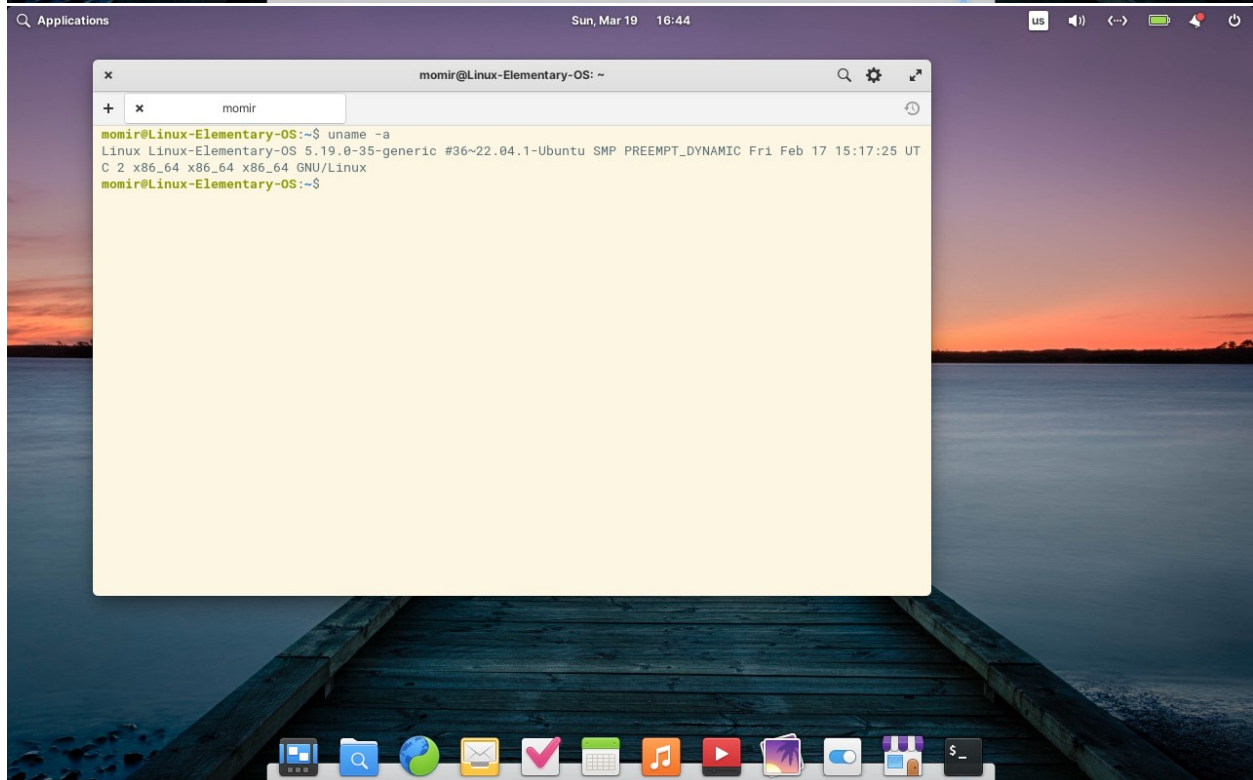 Applications
Sun, Mar 19 16:44
us
momir@Linux-Elementary-OS: ~
momir
momir@Linux-Elementary-OS:~$ uname -a
Linux Linux-Elementary-OS 5.19.0-35-generic #36~22.04.1-Ubuntu SMP PREEMPT_DYNAMIC Fri Feb 17 15:17:25 UT
C 2 x86_64 x86_64 x86_64 GNU/Linux
momir@Linux-Elementary-OS:~$
$_